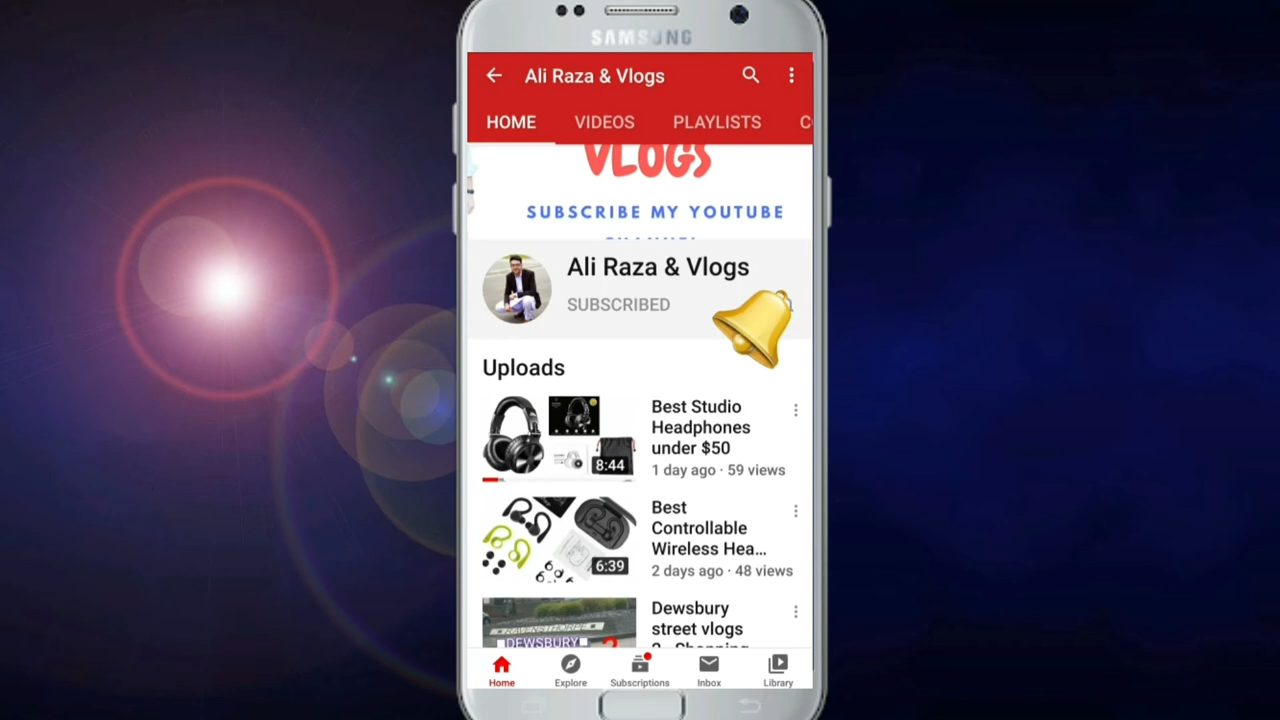 SAMSUNG
Ali Raza & Vlogs
HOME VIDEOS PLAYLISTS
VLOGS
SUBSCRIBE MY YOUTUBE
Ali Raza & Vlogs
SUBSCRIBED
Uploads
8:44
Best Studio
Headphones
under $50
1 day ago · 59 views
6:39
Best
Controllable
Wireless Hea...
2 days ago · 48 views
RAVENSTHORPE
DEWSBURY
Dewsbury
street vlogs
Home Explore Subscriptions Inbox Library